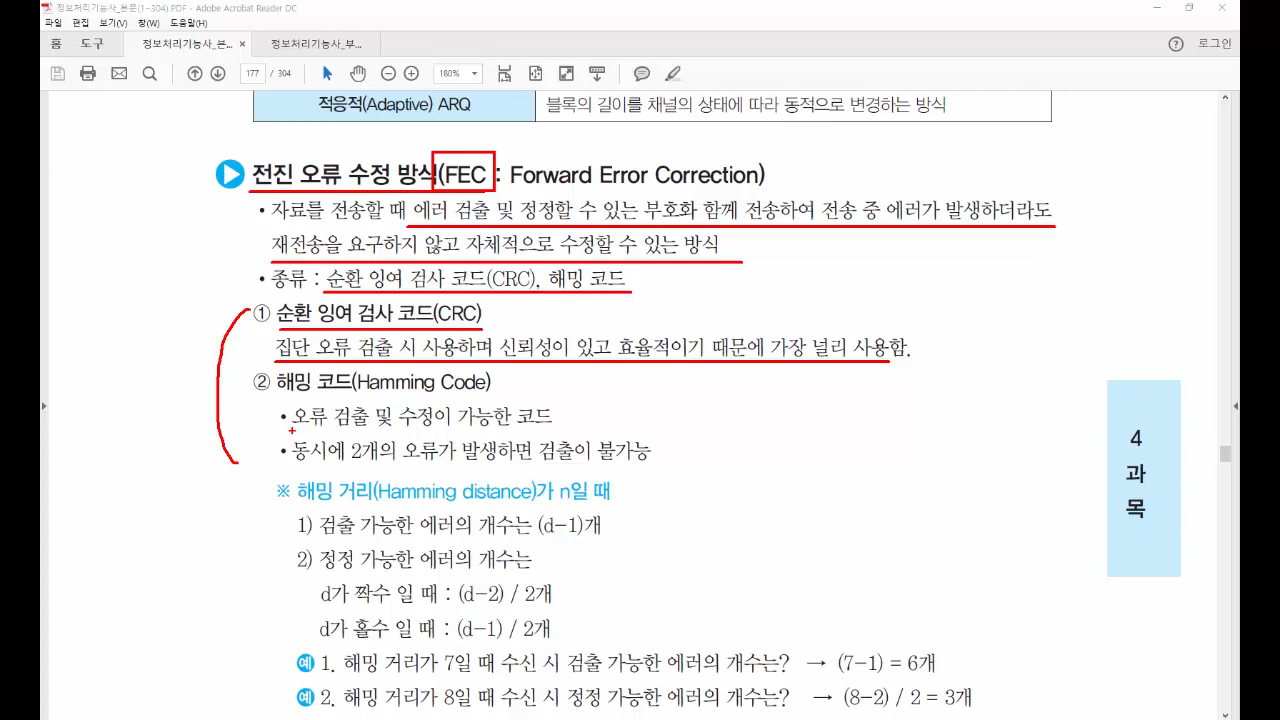 정보처리기능사_본문(1-304).PDF - Adobe Acrobat Reader DC
파일 편집 보기(V) 창(W) 도움말(H)
홈 도구 정보처리기능사_본... × 정보처리기능사_부... ? 로그인
177 / 304 180%
적응적(Adaptive) ARQ 블록의 길이를 채널의 상태에 따라 동적으로 변경하는 방식
전진 오류 수정 방식(FEC : Forward Error Correction)
• 자료를 전송할 때 에러 검출 및 정정할 수 있는 부호화 함께 전송하여 전송 중 에러가 발생하더라도
재전송을 요구하지 않고 자체적으로 수정할 수 있는 방식
• 종류 : 순환 잉여 검사 코드(CRC), 해밍 코드
① 순환 잉여 검사 코드(CRC)
집단 오류 검출 시 사용하며 신뢰성이 있고 효율적이기 때문에 가장 널리 사용함.
② 해밍 코드(Hamming Code)
• 오류 검출 및 수정이 가능한 코드
• 동시에 2개의 오류가 발생하면 검출이 불가능
※ 해밍 거리(Hamming distance)가 n일 때
1) 검출 가능한 에러의 개수는 (d-1)개
2) 정정 가능한 에러의 개수는
d가 짝수 일 때 : (d-2) / 2개
d가 홀수 일 때 : (d-1) / 2개
예 1. 해밍 거리가 7일 때 수신 시 검출 가능한 에러의 개수는? → (7-1) = 6개
예 2. 해밍 거리가 8일 때 수신 시 정정 가능한 에러의 개수는? → (8-2) / 2 = 3개
4
과
목